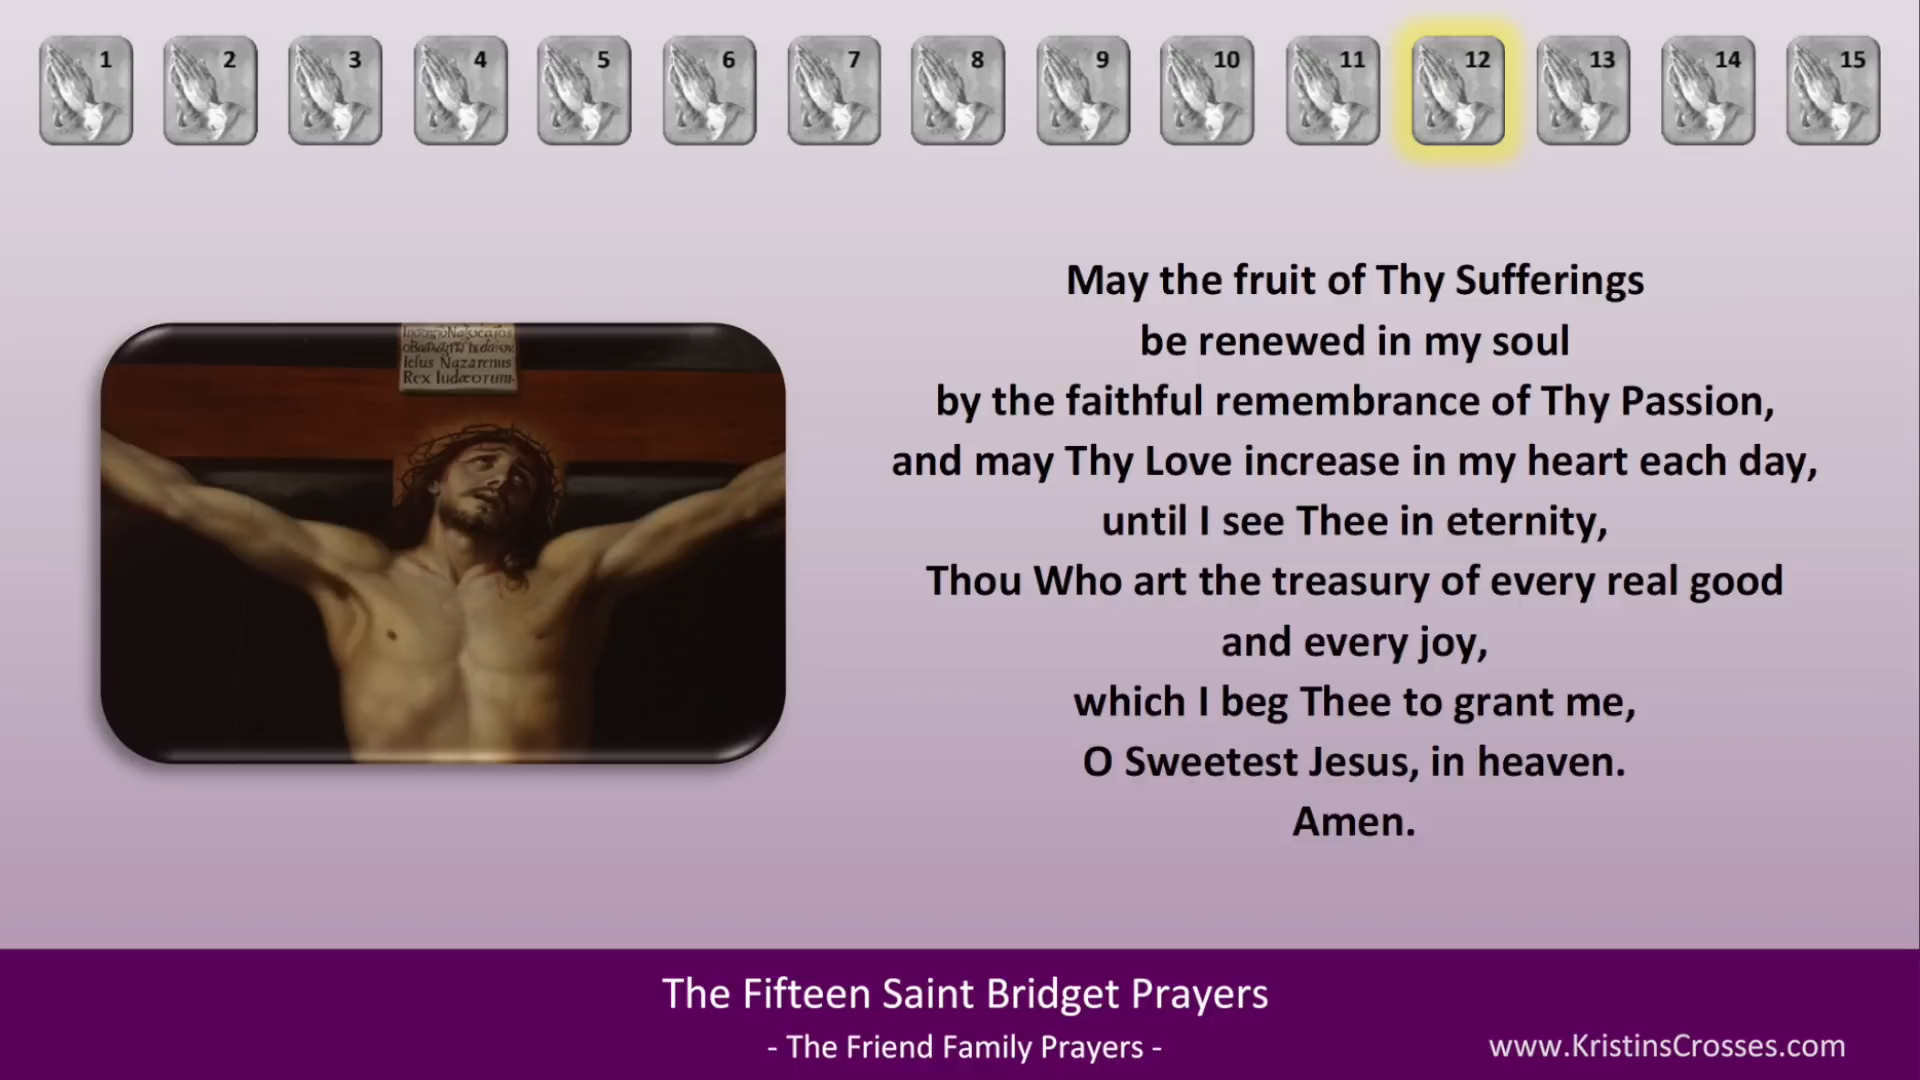 1 2 3 4 5 6 7 8 9 10 11 12 13 14 15
Iesus Nazarenus
Rex Iudæorum
May the fruit of Thy Sufferings
be renewed in my soul
by the faithful remembrance of Thy Passion,
and may Thy Love increase in my heart each day,
until I see Thee in eternity,
Thou Who art the treasury of every real good
and every joy,
which I beg Thee to grant me,
O Sweetest Jesus, in heaven.
Amen.
The Fifteen Saint Bridget Prayers
- The Friend Family Prayers -
www.KristinsCrosses.com